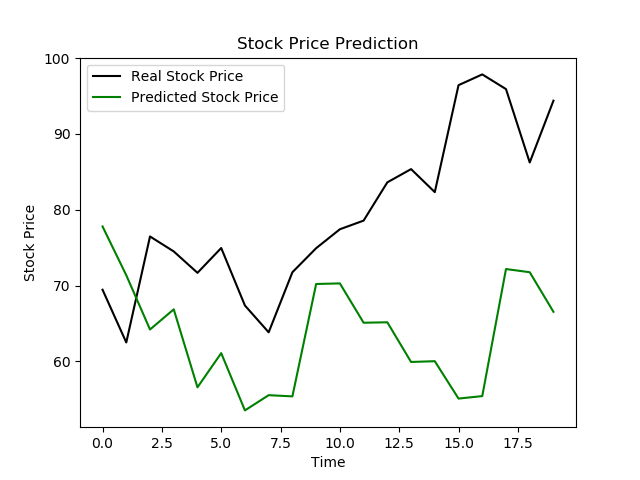 Stock Price Prediction
Real Stock Price
Predicted Stock Price
Stock Price
100
90
80
70
60
0.0 2.5 5.0 7.5 10.0 12.5 15.0 17.5
Time